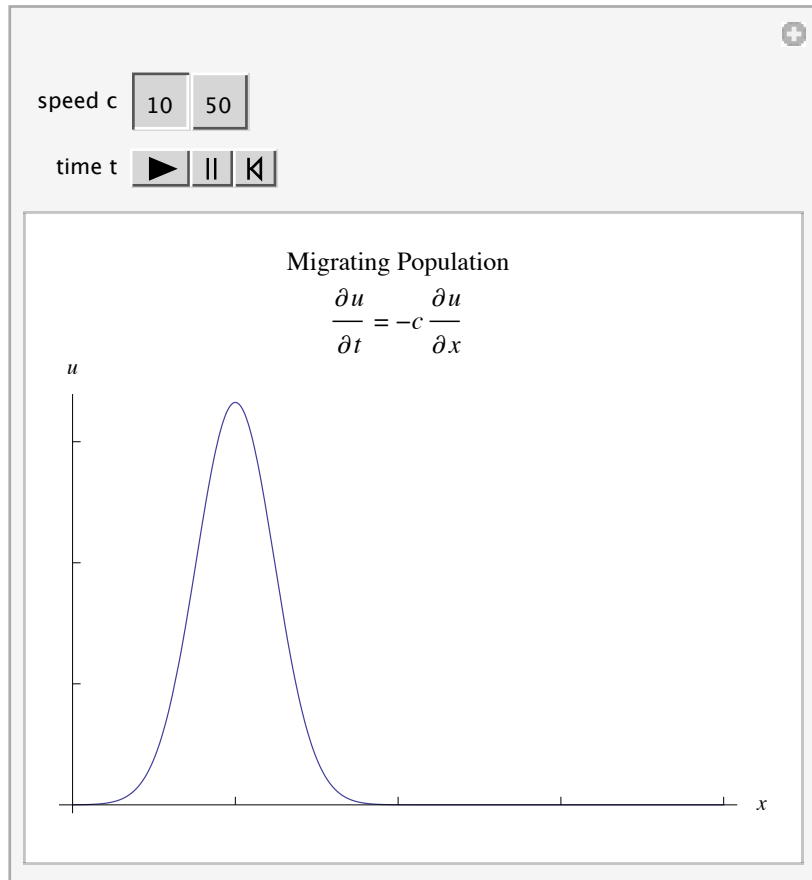 speed c 10 50
time t
Migrating Population
∂u/∂t = −c ∂u/∂x
u
x